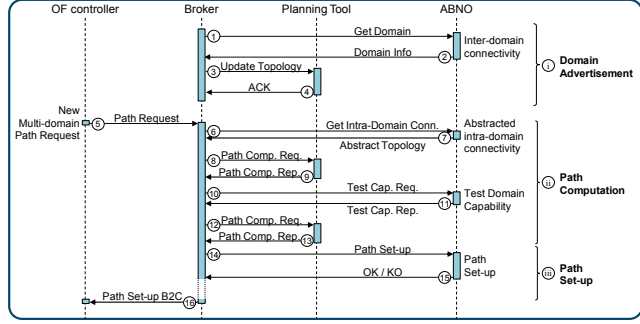 OF controller Broker Planning Tool ABNO
1 Get Domain
Domain Info 2
Inter-domain
connectivity
3 Update Topology
ACK 4
i Domain
Advertisement
New
Multi-domain
Path Request
5 Path Request
6 Get Intra-Domain Conn.
Abstract Topology 7
Abstracted
intra-domain
connectivity
8 Path Comp. Req.
Path Comp. Rep. 9
10 Test Cap. Req.
Test Cap. Rep. 11
Test Domain
Capability
12 Path Comp. Req.
Path Comp. Rep. 13
ii Path
Computation
14 Path Set-up
OK / KO 15
Path
Set-up
iii Path
Set-up
Path Set-up B2C 16